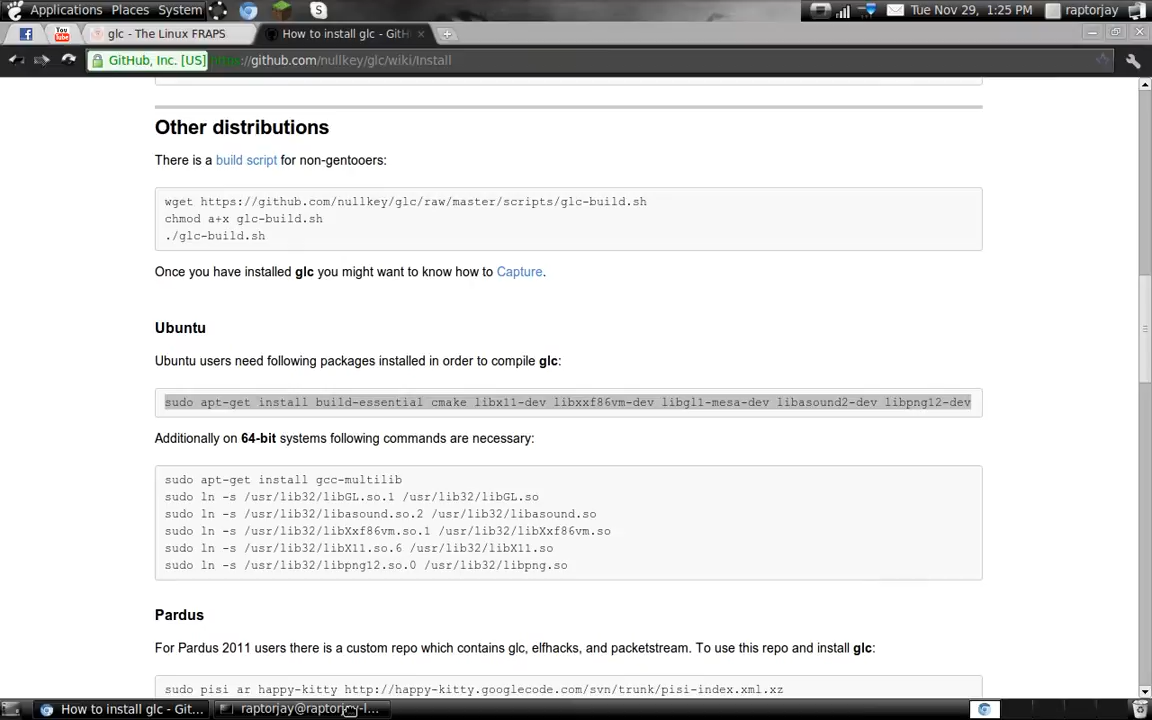 Applications Places System
Tue Nov 29, 1:25 PM raptorjay
glc - The Linux FRAPS
How to install glc - GitH
GitHub, Inc. [US] https://github.com/nullkey/glc/wiki/Install
Other distributions
There is a build script for non-gentooers:
wget https://github.com/nullkey/glc/raw/master/scripts/glc-build.sh
chmod a+x glc-build.sh
./glc-build.sh
Once you have installed glc you might want to know how to Capture.
Ubuntu
Ubuntu users need following packages installed in order to compile glc:
sudo apt-get install build-essential cmake libx11-dev libxxf86vm-dev libgl1-mesa-dev libasound2-dev libpng12-dev
Additionally on 64-bit systems following commands are necessary:
sudo apt-get install gcc-multilib
sudo ln -s /usr/lib32/libGL.so.1 /usr/lib32/libGL.so
sudo ln -s /usr/lib32/libasound.so.2 /usr/lib32/libasound.so
sudo ln -s /usr/lib32/libXxf86vm.so.1 /usr/lib32/libXxf86vm.so
sudo ln -s /usr/lib32/libX11.so.6 /usr/lib32/libX11.so
sudo ln -s /usr/lib32/libpng12.so.0 /usr/lib32/libpng.so
Pardus
For Pardus 2011 users there is a custom repo which contains glc, elfhacks, and packetstream. To use this repo and install glc:
sudo pisi ar happy-kitty http://happy-kitty.googlecode.com/svn/trunk/pisi-index.xml.xz
How to install glc - Git...
raptorjay@raptorjay-l...